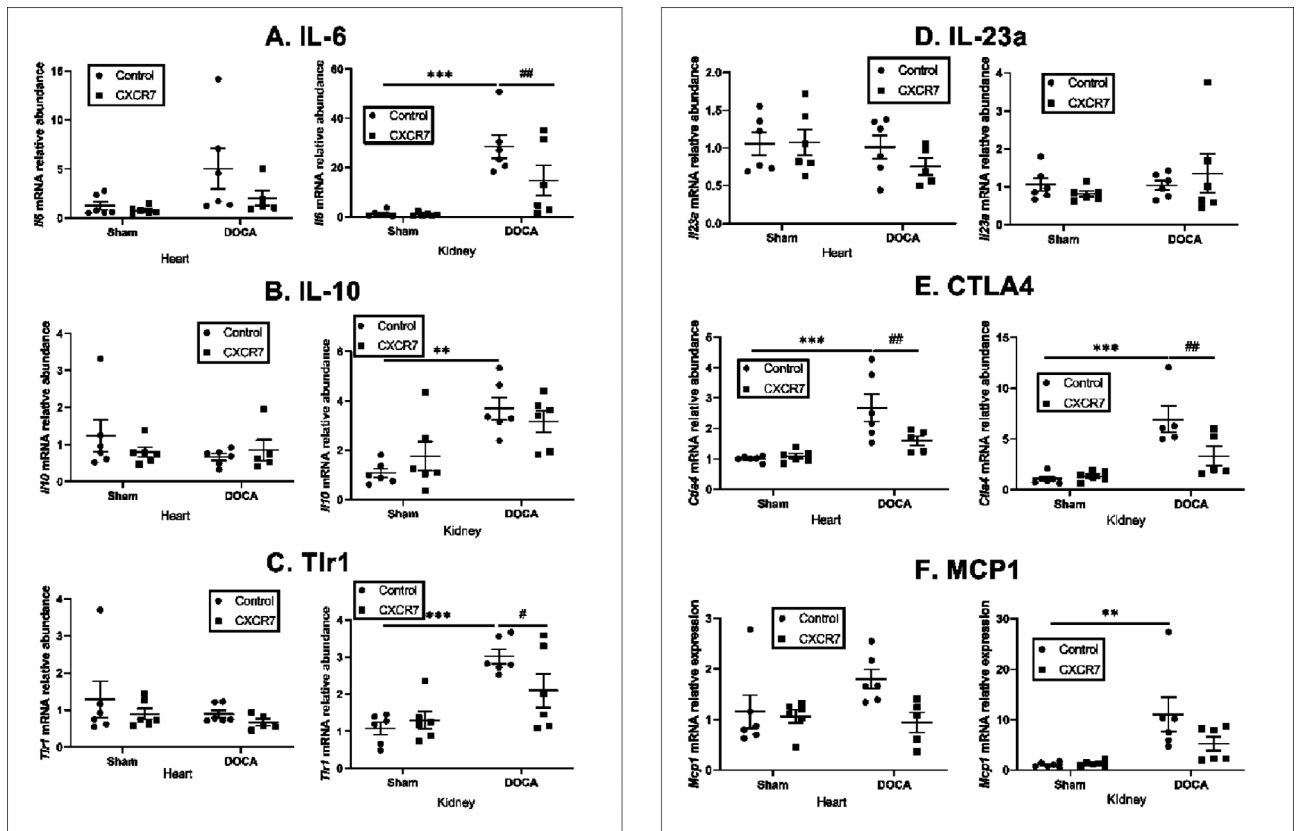 A. IL-6
Il6 mRNA relative abundance
15
10
5
0
Control
CXCR7
Sham
DOCA
Heart
Il6 mRNA relative abundance
60
40
20
0
Control
CXCR7
***
##
Sham
DOCA
Kidney
B. IL-10
Il10 mRNA relative abundance
4
3
2
1
0
Control
CXCR7
Sham
DOCA
Heart
Il10 mRNA relative abundance
6
4
2
0
Control
CXCR7
**
Sham
DOCA
Kidney
C. Tlr1
Tlr1 mRNA relative abundance
4
3
2
1
0
Control
CXCR7
Sham
DOCA
Heart
Tlr1 mRNA relative abundance
4
3
2
1
0
Control
CXCR7
***
#
Sham
DOCA
Kidney
D. IL-23a
Il23a mRNA relative abundance
2.0
1.5
1.0
0.5
0.0
Control
CXCR7
Sham
DOCA
Heart
Il23a mRNA relative abundance
4
3
2
1
0
Control
CXCR7
Sham
DOCA
E. CTLA4
Ctla4 mRNA relative abundance
5
4
3
2
1
0
Control
CXCR7
***
##
Sham
DOCA
Heart
Ctla4 mRNA relative abundance
15
10
5
0
Control
CXCR7
***
##
Sham
DOCA
Kidney
F. MCP1
Mcp1 mRNA relative expression
4
3
2
1
0
Control
CXCR7
Sham
DOCA
Heart
Mcp1 mRNA relative expression
30
20
10
0
Control
CXCR7
**
Sham
DOCA
Kidney